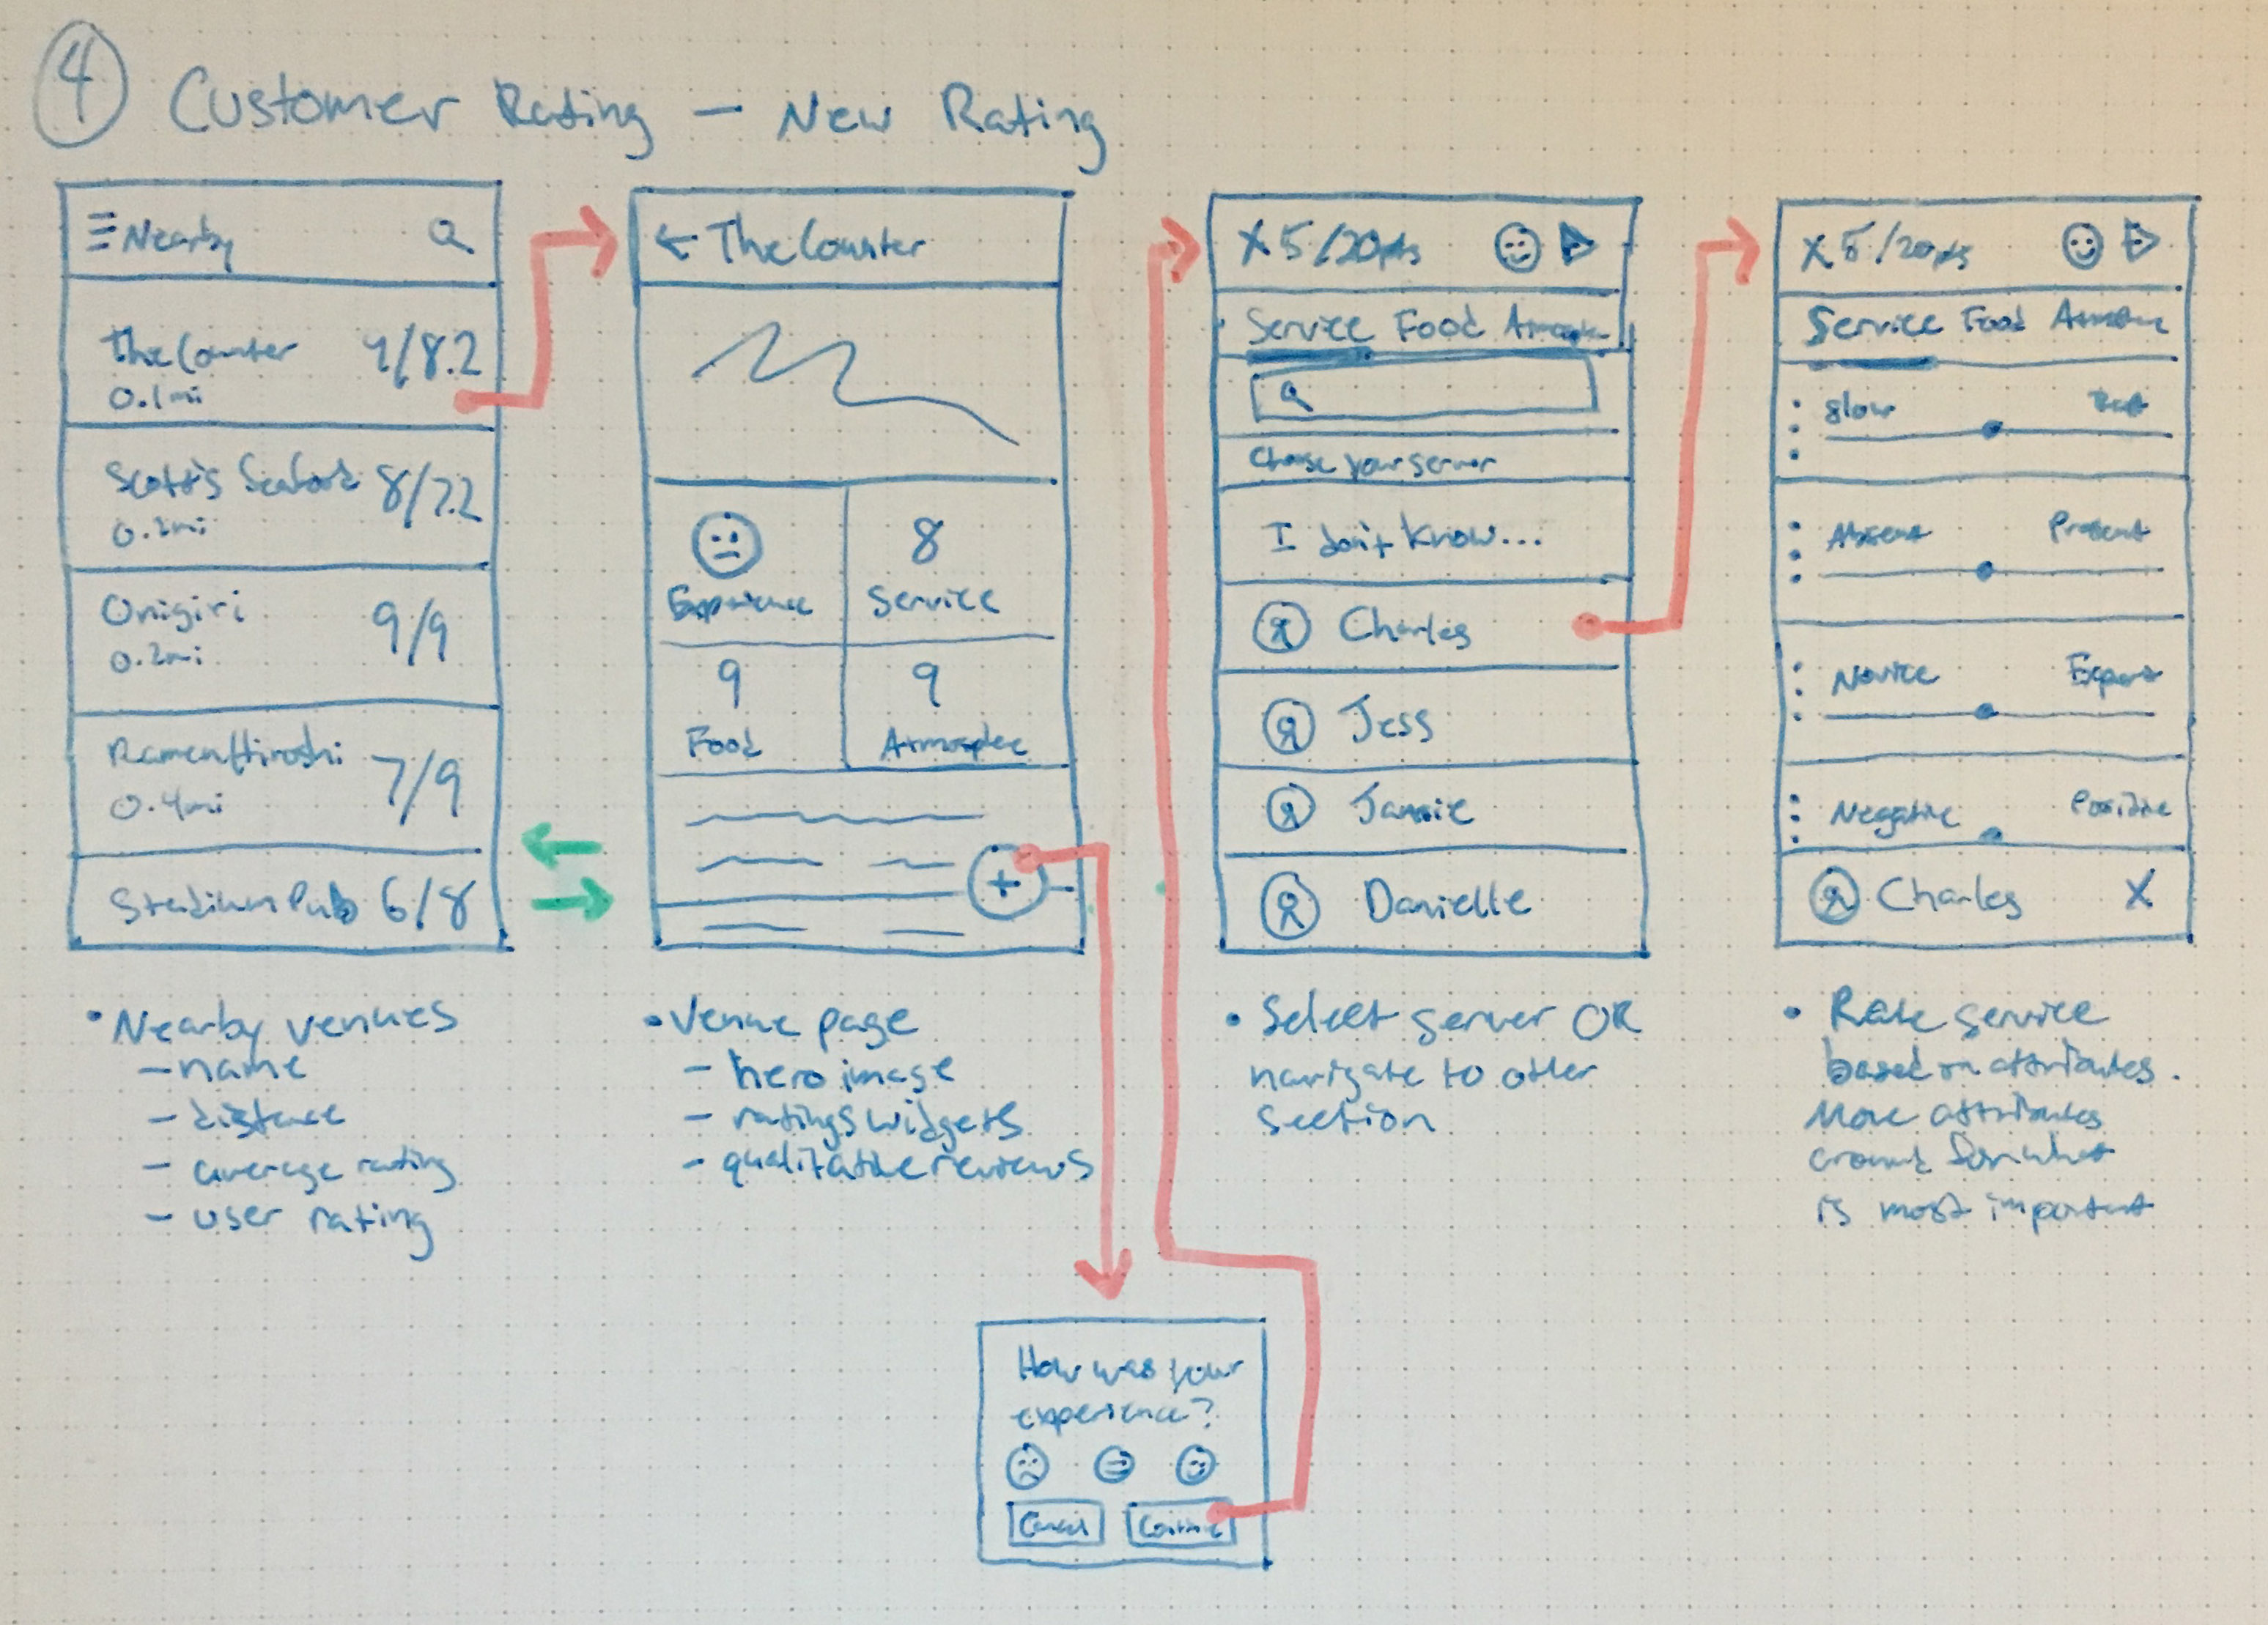 4
Customer Rating – New Rating
Nearby
The Counter 9/8.2
0.1mi
Scott's Seafood 8/7.2
0.2mi
Onigiri 9/9
0.2mi
Ramen Hiroshi 7/9
0.4mi
Stadium Pub 6/8
• Nearby venues
– name
– distance
– average rating
– user rating
← The Counter
Experience
8
Service
9
Food
9
+
• Venue page
– hero image
– ratings widgets
– qualitative reviews
How was your
experience?
Cancel Continue
X 5/20pts
Service Food
Choose your server
I don't know...
Charles
Jess
Jamie
Danielle
• Select server OR
navigate to other
section
X 5/20pts
Service Food
Slow
Absent Present
Novice Expert
Negative Positive
Charles X
• Rate service
based on attributes.
More attributes
around for what
is most important